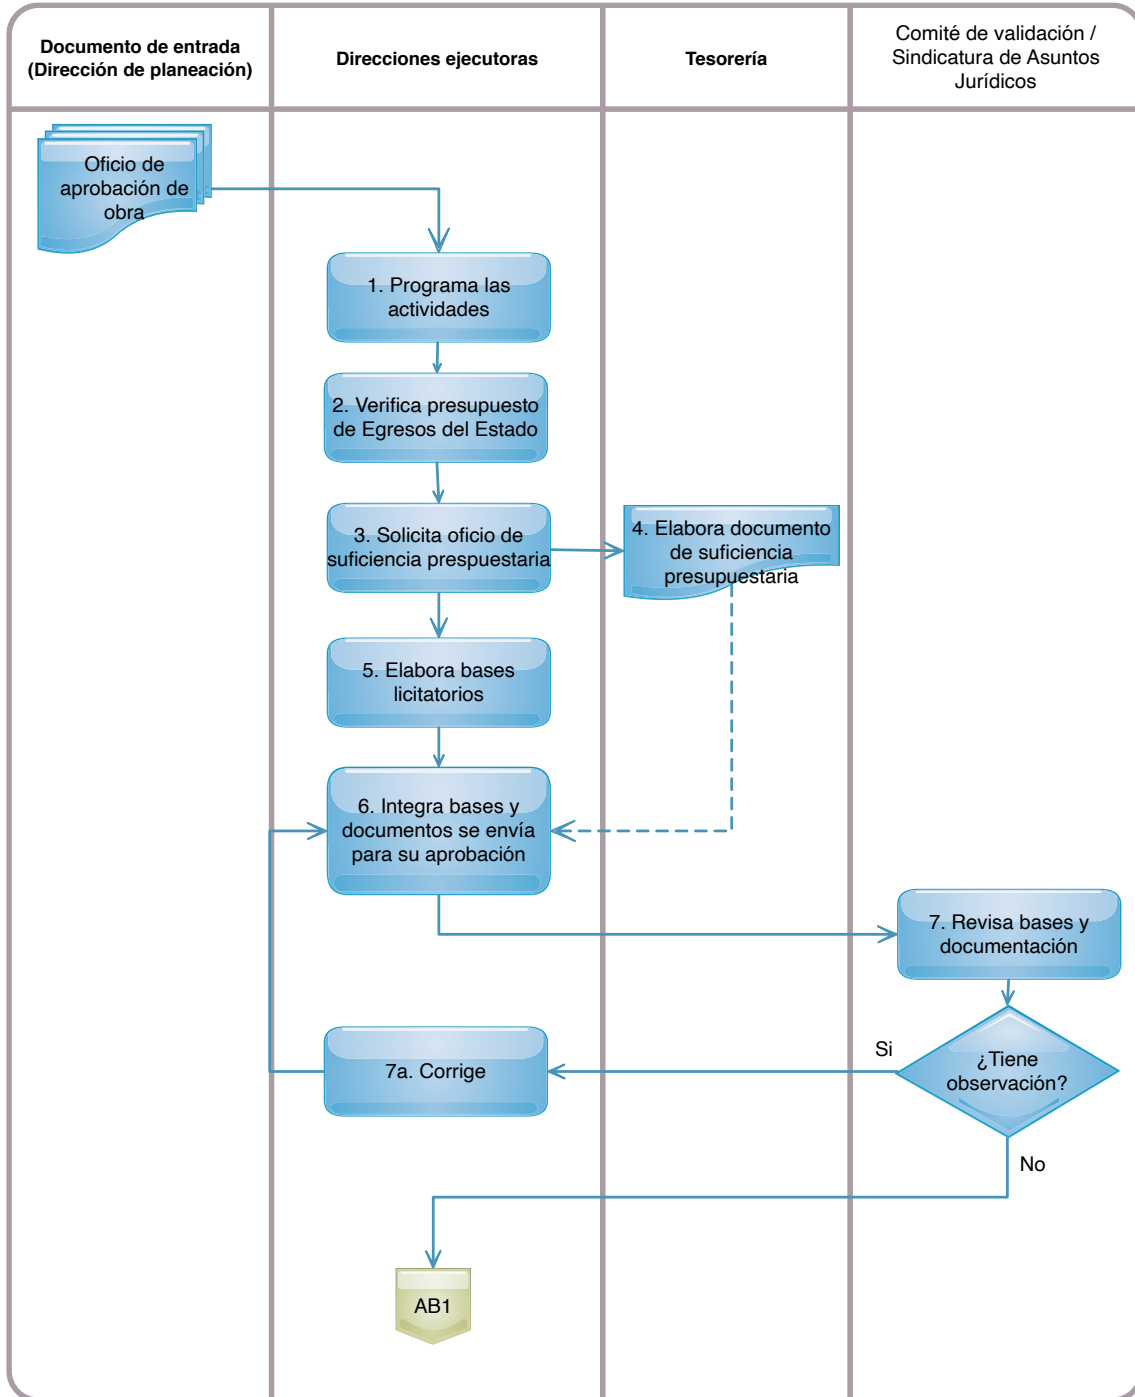 Documento de entrada
(Dirección de planeación)
Direcciones ejecutoras
Tesorería
Comité de validación /
Sindicatura de Asuntos
Jurídicos
Oficio de
aprobación de
obra
1. Programa las
actividades
2. Verifica presupuesto
de Egresos del Estado
3. Solicita oficio de
suficiencia prespuestaria
4. Elabora documento
de suficiencia
presupuestaria
5. Elabora bases
licitatorios
6. Integra bases y
documentos se envía
para su aprobación
7. Revisa bases y
documentación
¿Tiene
observación?
Si
7a. Corrige
No
AB1